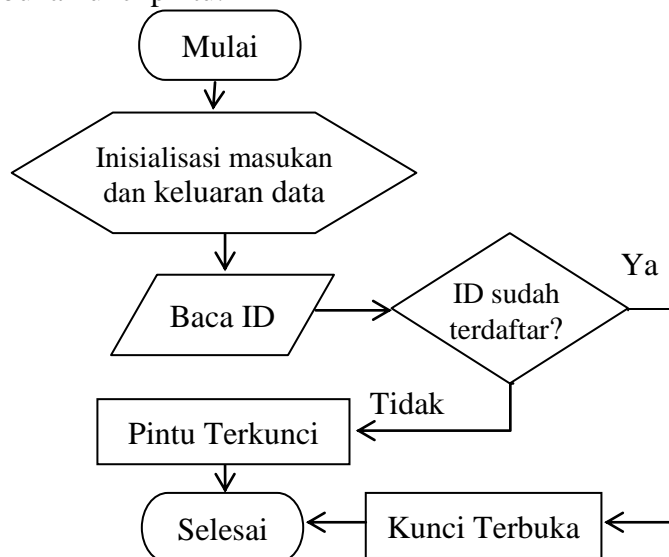 Mulai
Inisialisasi masukan
dan keluaran data
Baca ID
ID sudah
terdaftar?
Ya
Tidak
Pintu Terkunci
Selesai
Kunci Terbuka